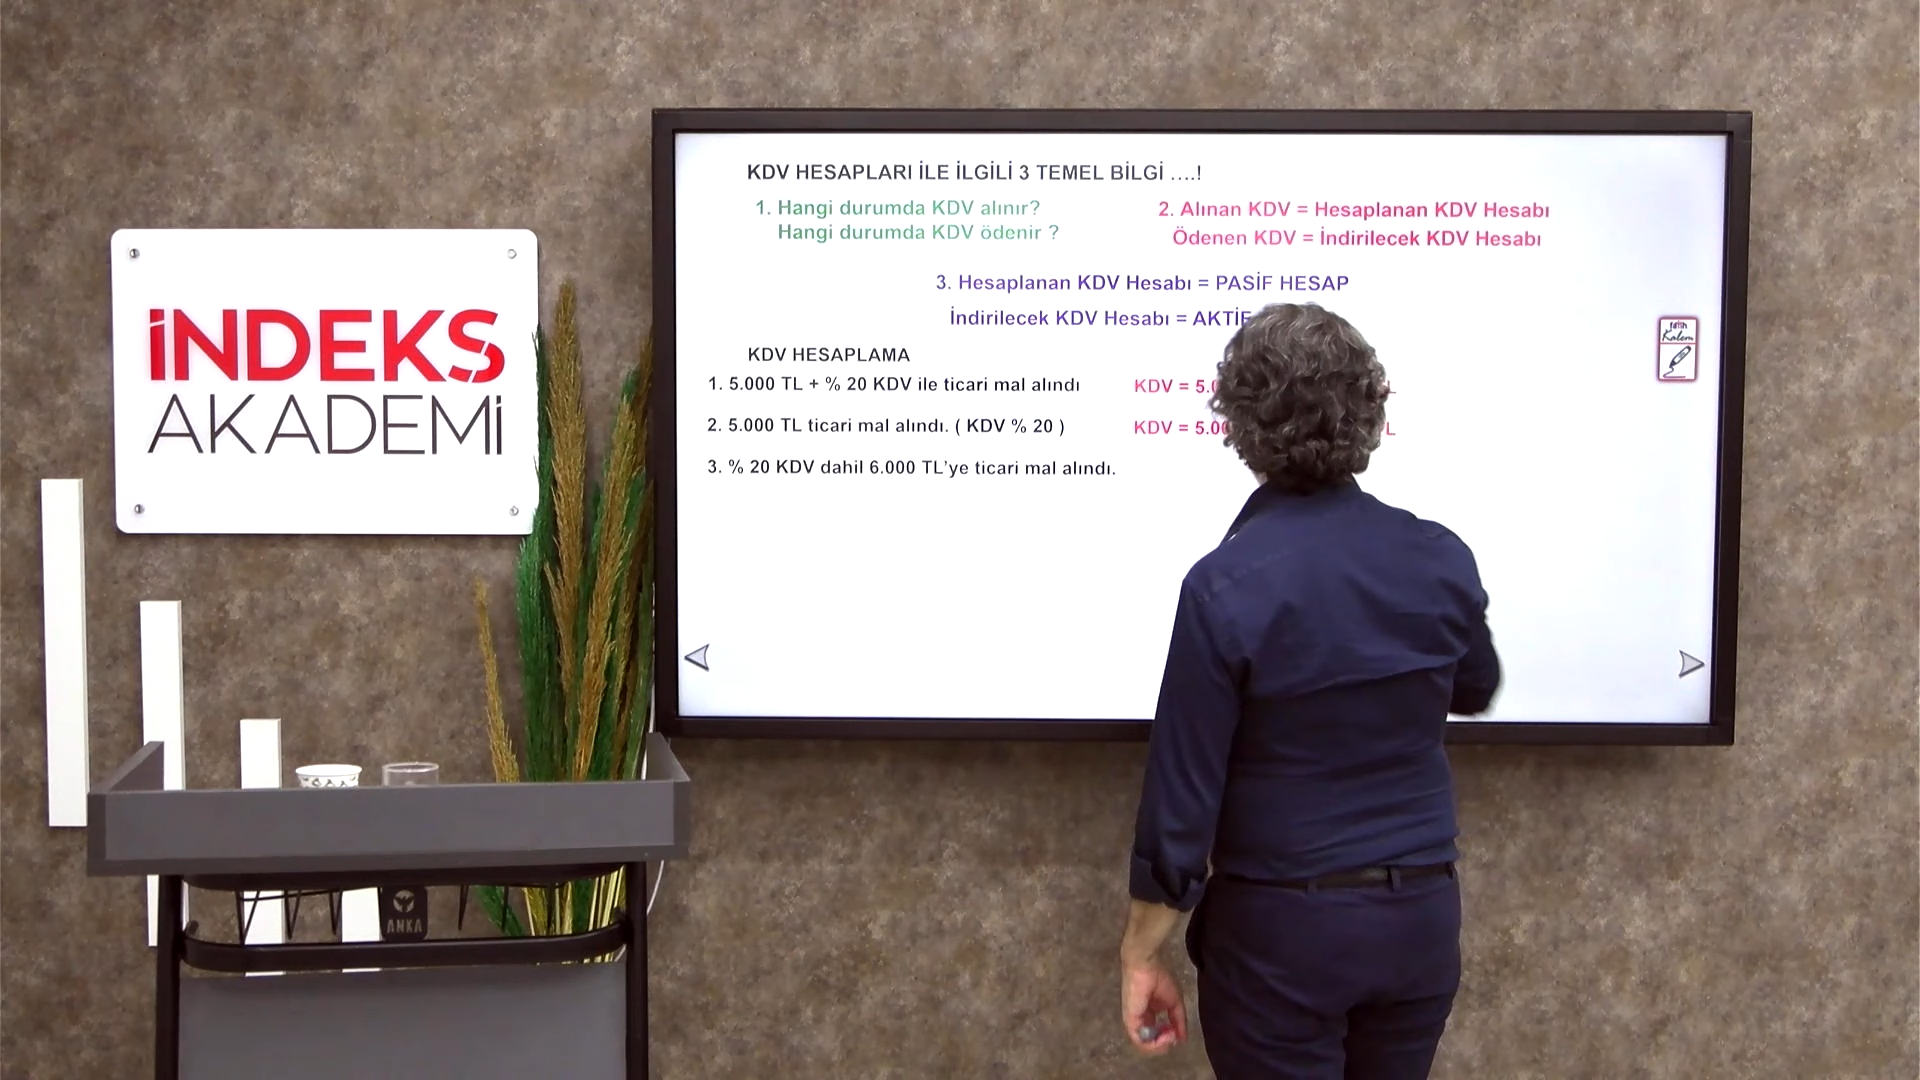 İNDEKS
AKADEMİ
KDV HESAPLARI İLE İLGİLİ 3 TEMEL BİLGİ ....!
1. Hangi durumda KDV alınır?
Hangi durumda KDV ödenir ?
2. Alınan KDV = Hesaplanan KDV Hesabı
Ödenen KDV = İndirilecek KDV Hesabı
3. Hesaplanan KDV Hesabı = PASİF HESAP
İndirilecek KDV Hesabı = AKTİF
KDV HESAPLAMA
1. 5.000 TL + % 20 KDV ile ticari mal alındı
KDV = 5.0
2. 5.000 TL ticari mal alındı. ( KDV % 20 )
KDV = 5.00
3. % 20 KDV dahil 6.000 TL'ye ticari mal alındı.
Kalem
ANKA